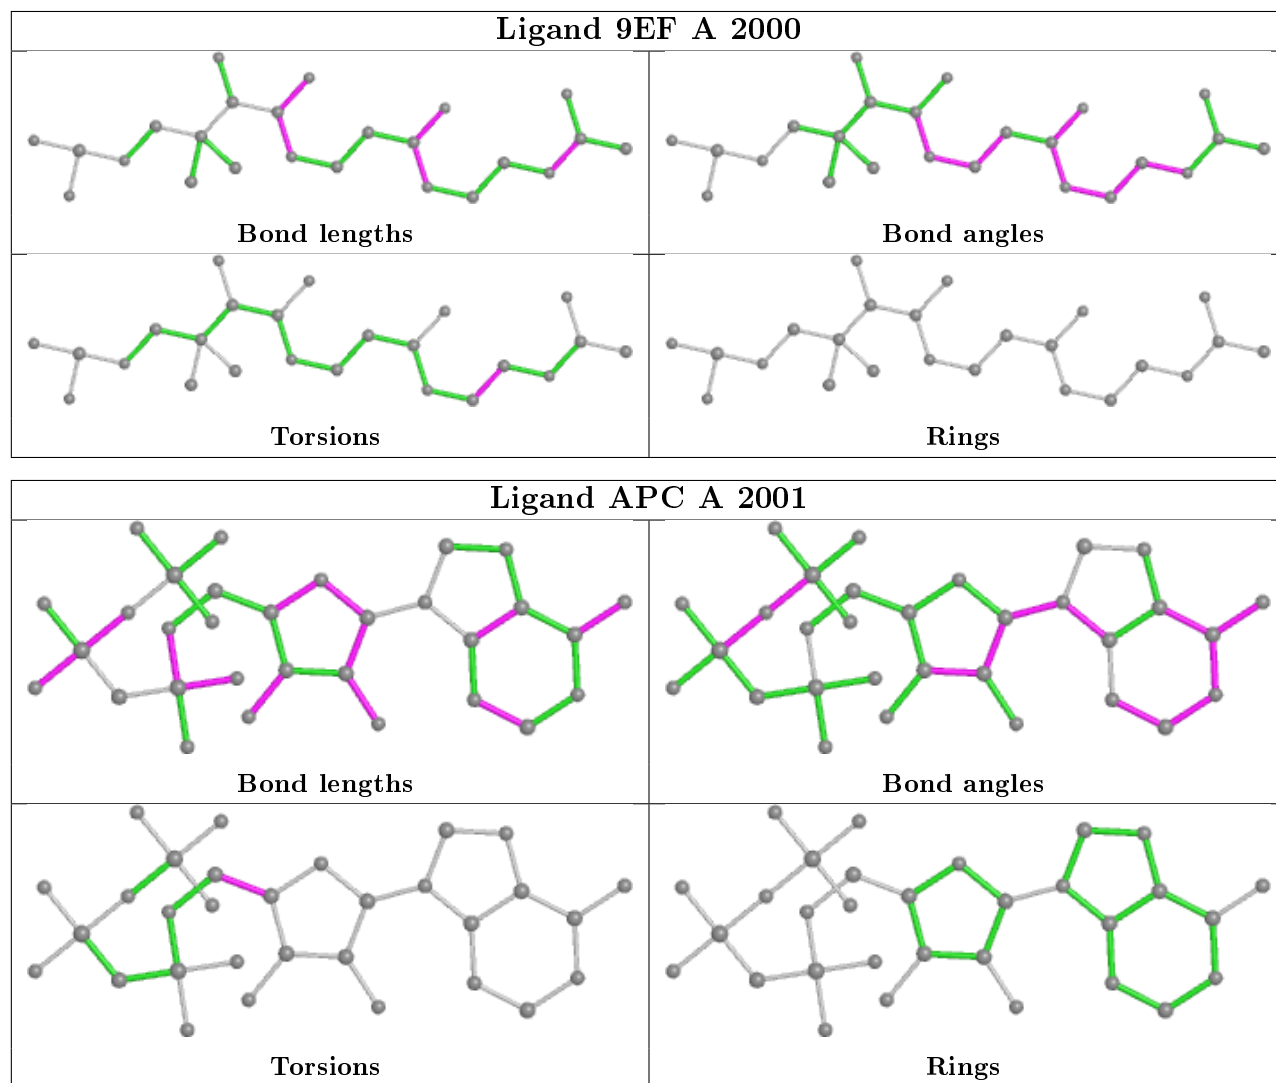 Ligand 9EF A 2000
Bond lengths
Bond angles
Torsions
Rings
Ligand APC A 2001
Bond lengths
Bond angles
Torsions
Rings